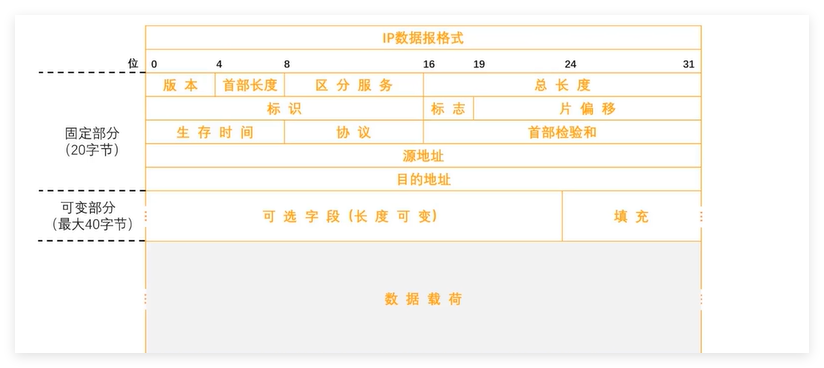 IP数据报格式
位 0 4 8 16 19 24 31
版 本 首部长度 区 分 服 务 总 长 度
标 识 标 志 片 偏 移
生 存 时 间 协 议 首部检验和
源地址
目的地址
固定部分
（20字节）
可变部分
（最大40字节）
可 选 字 段 (长 度 可 变) 填 充
数 据 载 荷